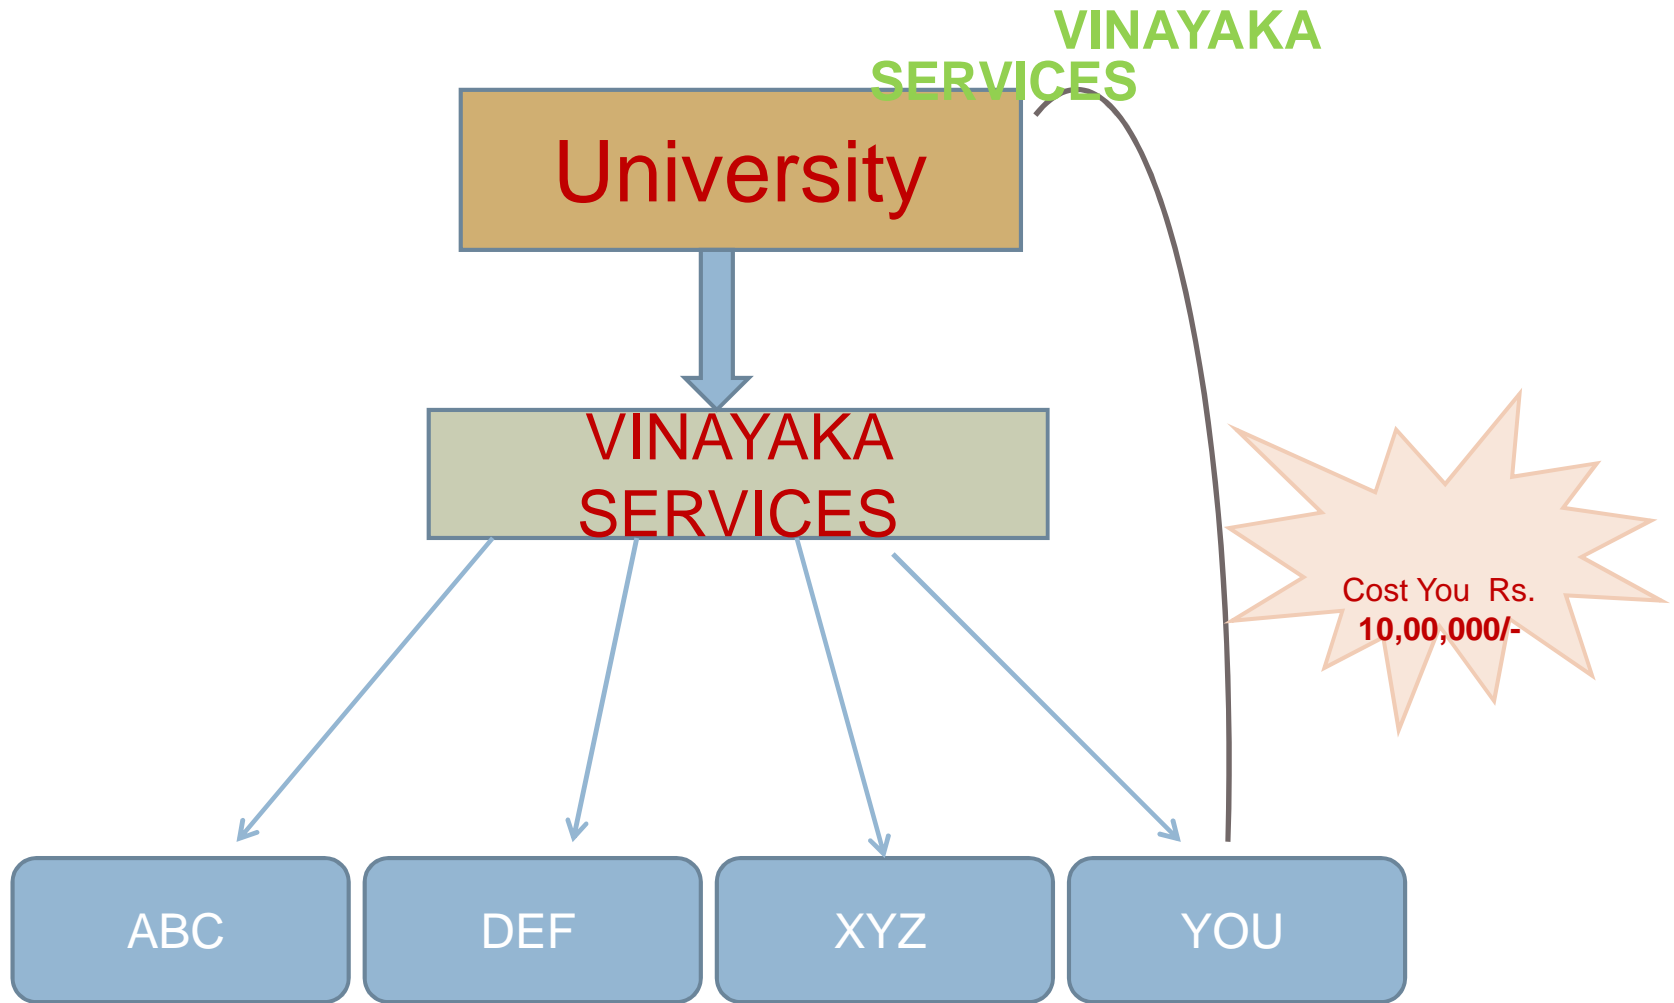 VINAYAKA
SERVICES
University
VINAYAKA
SERVICES
Cost You  Rs.
10,00,000/-
ABC
DEF
XYZ
YOU